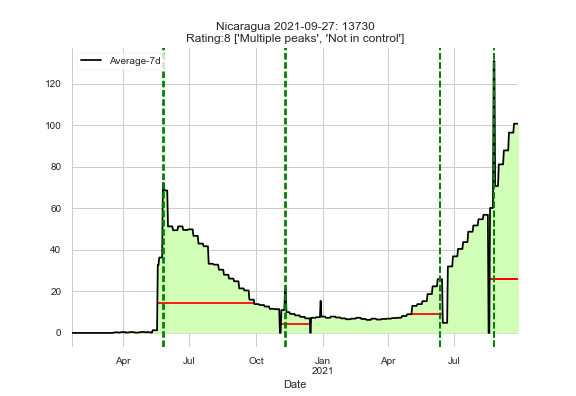 Nicaragua 2021-09-27: 13730
Rating:8 ['Multiple peaks', 'Not in control']
Average-7d
120
100
80
60
40
20
0
Apr Jul Oct Jan Apr Jul
2021
Date